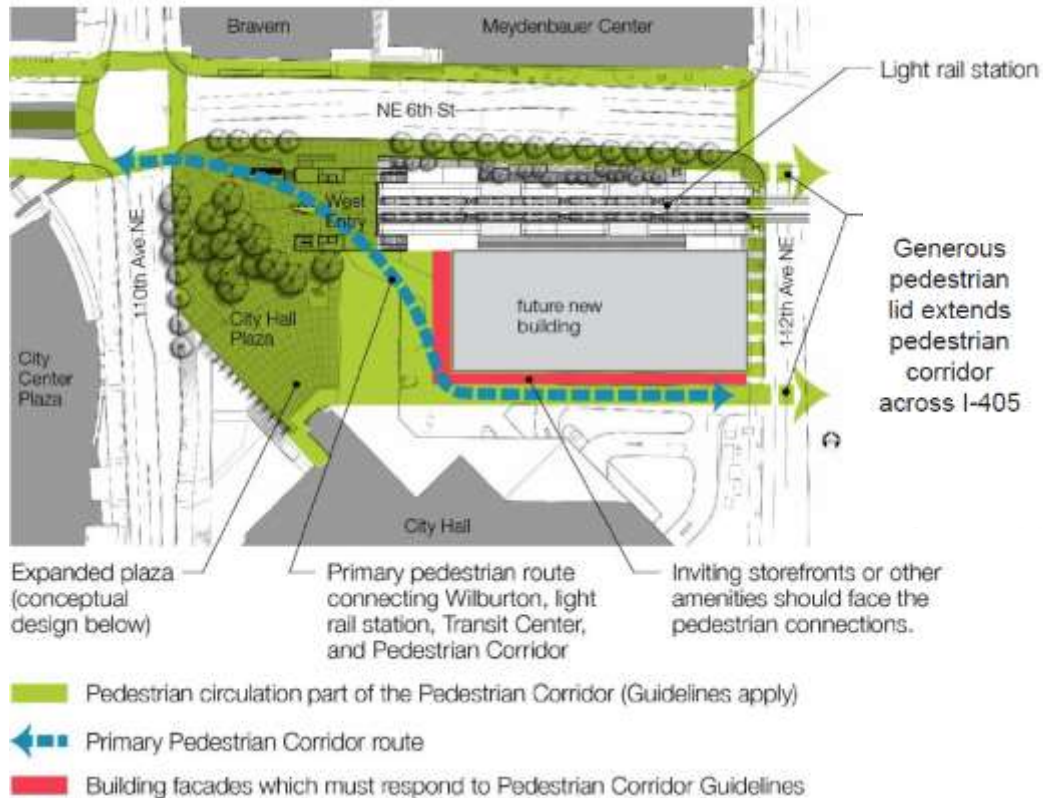 Bravern
Meydenbauer Center
Light rail station
NE 6th St
West
Entry
110th Ave NE
112th Ave NE
Generous
pedestrian
lid extends
pedestrian
corridor
across I-405
future new
building
City Hall
Plaza
City
Center
Plaza
City Hall
Expanded plaza
(conceptual
design below)
Primary pedestrian route
connecting Wilburton, light
rail station, Transit Center,
and Pedestrian Corridor
Inviting storefronts or other
amenities should face the
pedestrian connections.
Pedestrian circulation part of the Pedestrian Corridor (Guidelines apply)
Primary Pedestrian Corridor route
Building facades which must respond to Pedestrian Corridor Guidelines